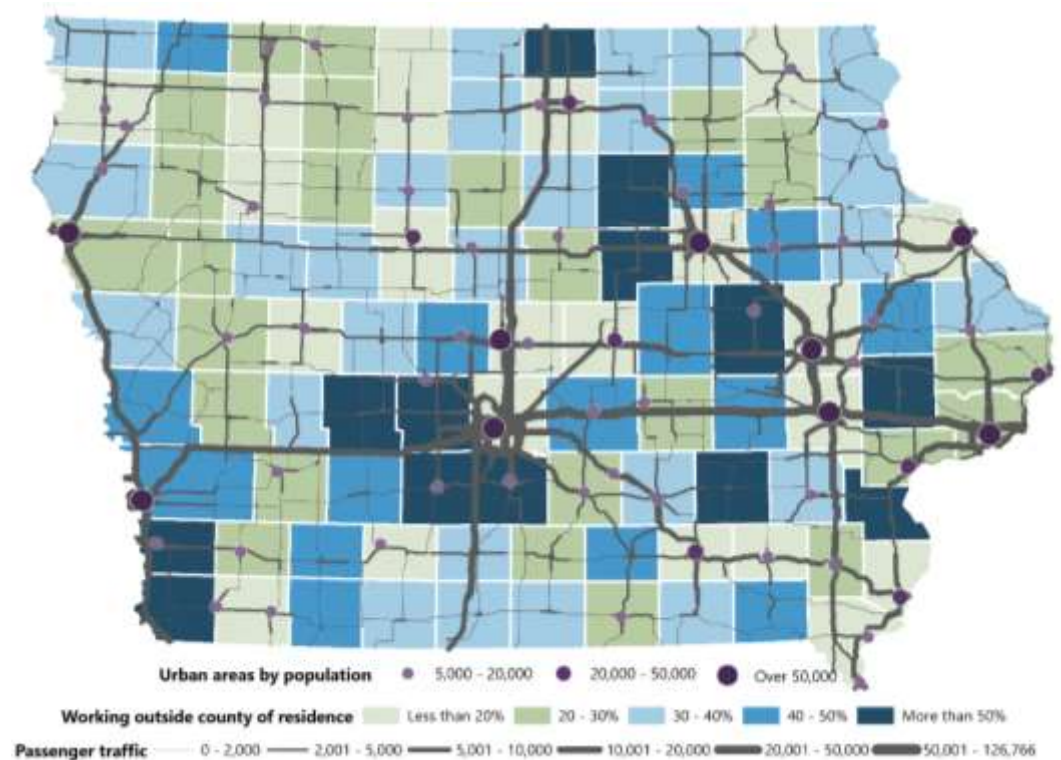 Urban areas by population 5,000 - 20,000 20,000 - 50,000 Over 50,000
Working outside county of residence Less than 20% 20 - 30% 30 - 40% 40 - 50% More than 50%
Passenger traffic 0 - 2,000 2,001 - 5,000 5,001 - 10,000 10,001 - 20,000 20,001 - 50,000 50,001 - 126,766